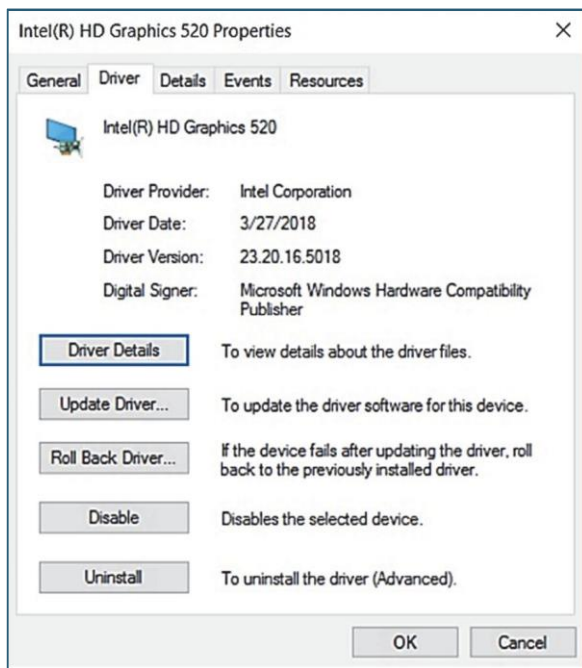 Intel(R) HD Graphics 520 Properties
General Driver Details Events Resources
Intel(R) HD Graphics 520
Driver Provider: Intel Corporation
Driver Date: 3/27/2018
Driver Version: 23.20.16.5018
Digital Signer: Microsoft Windows Hardware Compatibility
Publisher
Driver Details To view details about the driver files.
Update Driver... To update the driver software for this device.
Roll Back Driver... If the device fails after updating the driver, roll
back to the previously installed driver.
Disable Disables the selected device.
Uninstall To uninstall the driver (Advanced).
OK Cancel